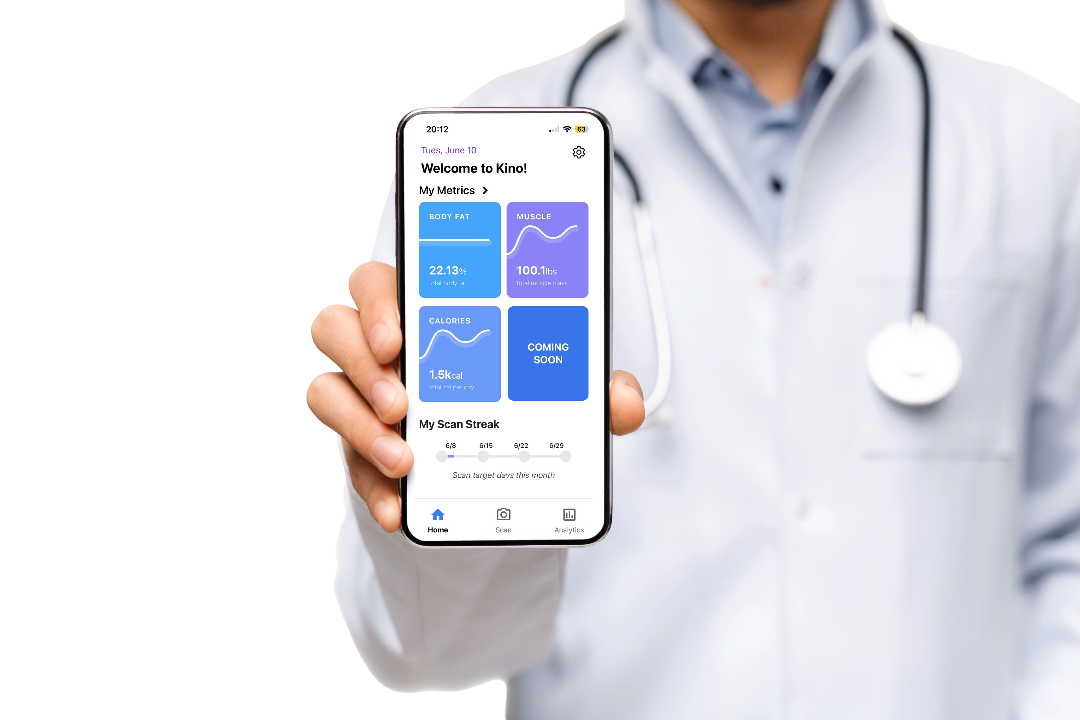 20:12
63
Tues, June 10
Welcome to Kino!
My Metrics
BODY FAT
22.13%
total body fat
MUSCLE
100.1lbs
total muscle mass
CALORIES
1.5kcal
total cal per day
COMING
SOON
My Scan Streak
6/8 6/15 6/22 6/29
Scan target days this month
Home Scan Analytics